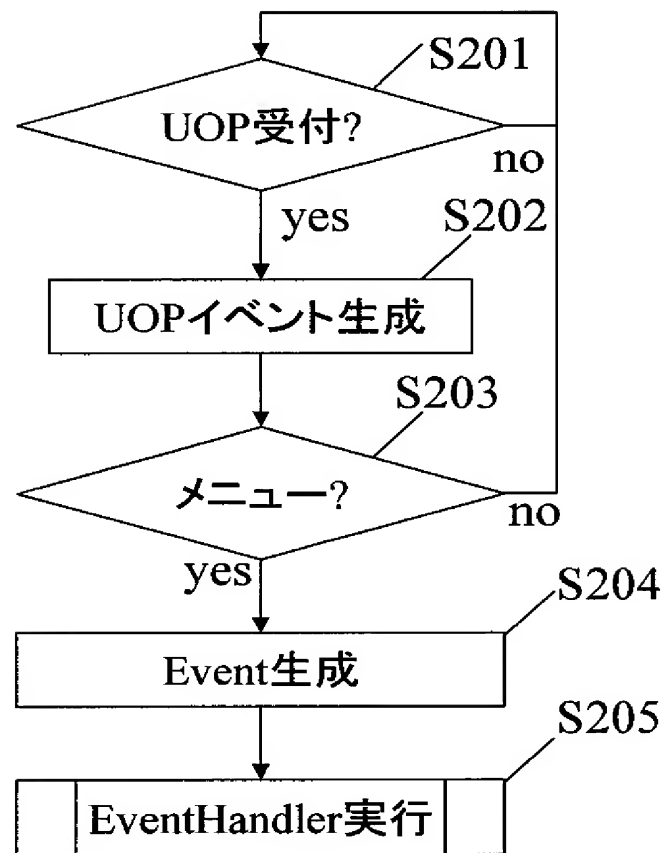 S201
UOP受付?
no
yes
S202
UOPイベント生成
S203
メニュー?
no
yes
S204
Event生成
S205
EventHandler実行